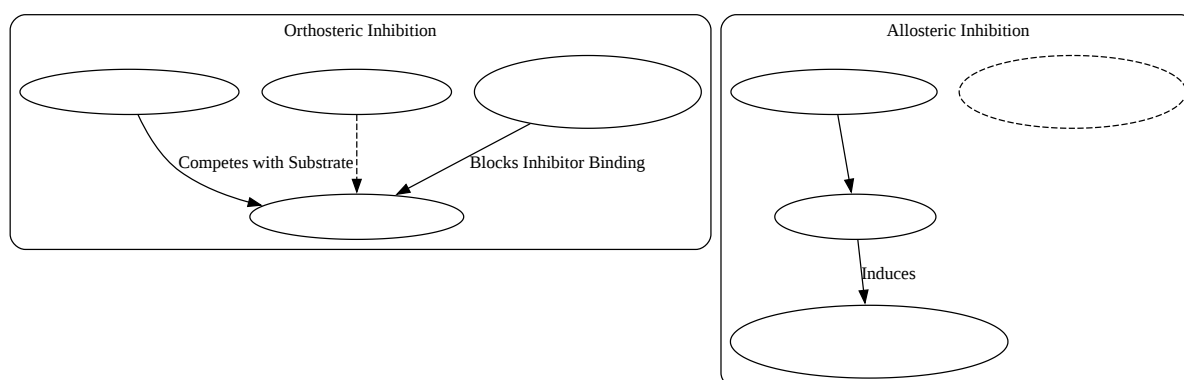 Orthosteric Inhibition
Allosteric Inhibition
Competes with Substrate
Blocks Inhibitor Binding
Induces